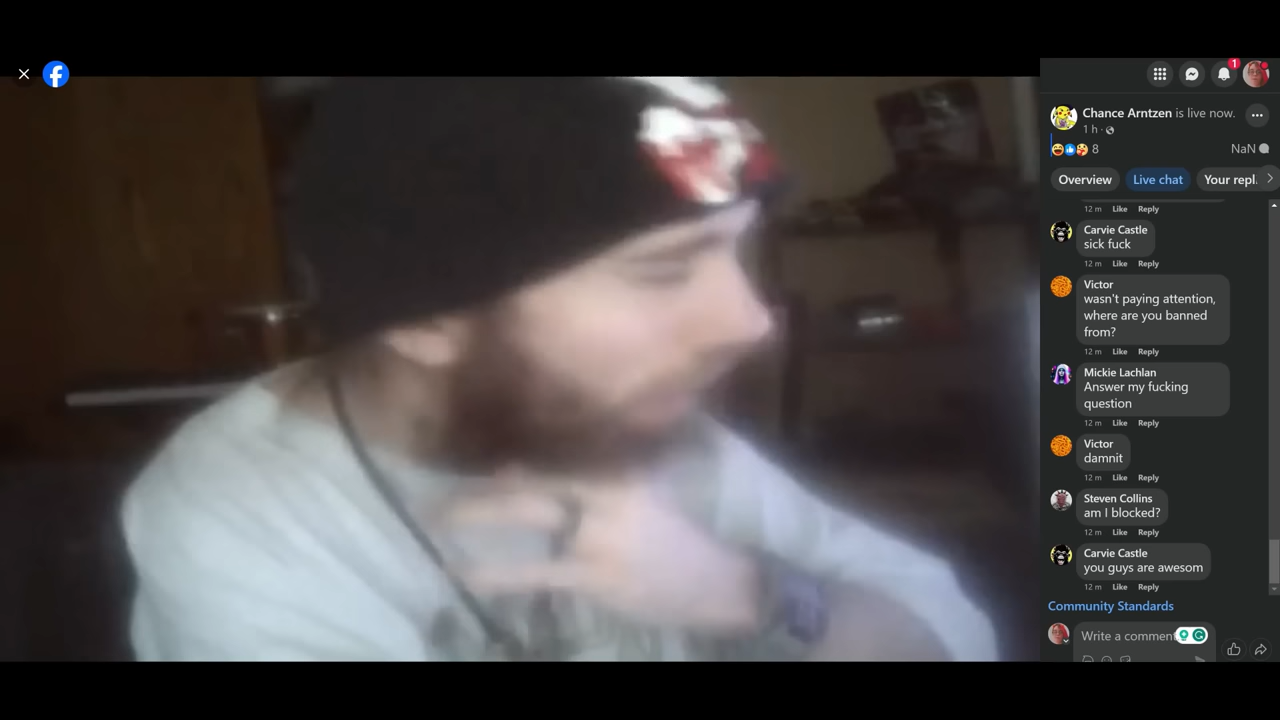 1
Chance Arntzen is live now.
1 h ·
8
NaN
Overview
Live chat
Your repl.
12 m Like Reply
Carvie Castle
sick fuck
12 m Like Reply
Victor
wasn't paying attention,
where are you banned
from?
12 m Like Reply
Mickie Lachlan
Answer my fucking
question
12 m Like Reply
Victor
damnit
12 m Like Reply
Steven Collins
am I blocked?
12 m Like Reply
Carvie Castle
you guys are awesom
12 m Like Reply
Community Standards
Write a comment